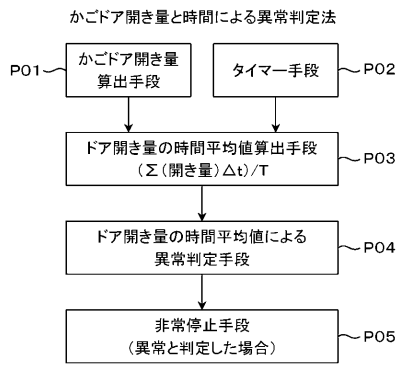 かごドア開き量と時間による異常判定法
P01
かごドア開き量
算出手段
タイマー手段
P02
ドア開き量の時間平均値算出手段
(Σ(開き量)Δt)/T
P03
ドア開き量の時間平均値による
異常判定手段
P04
非常停止手段
(異常と判定した場合)
P05